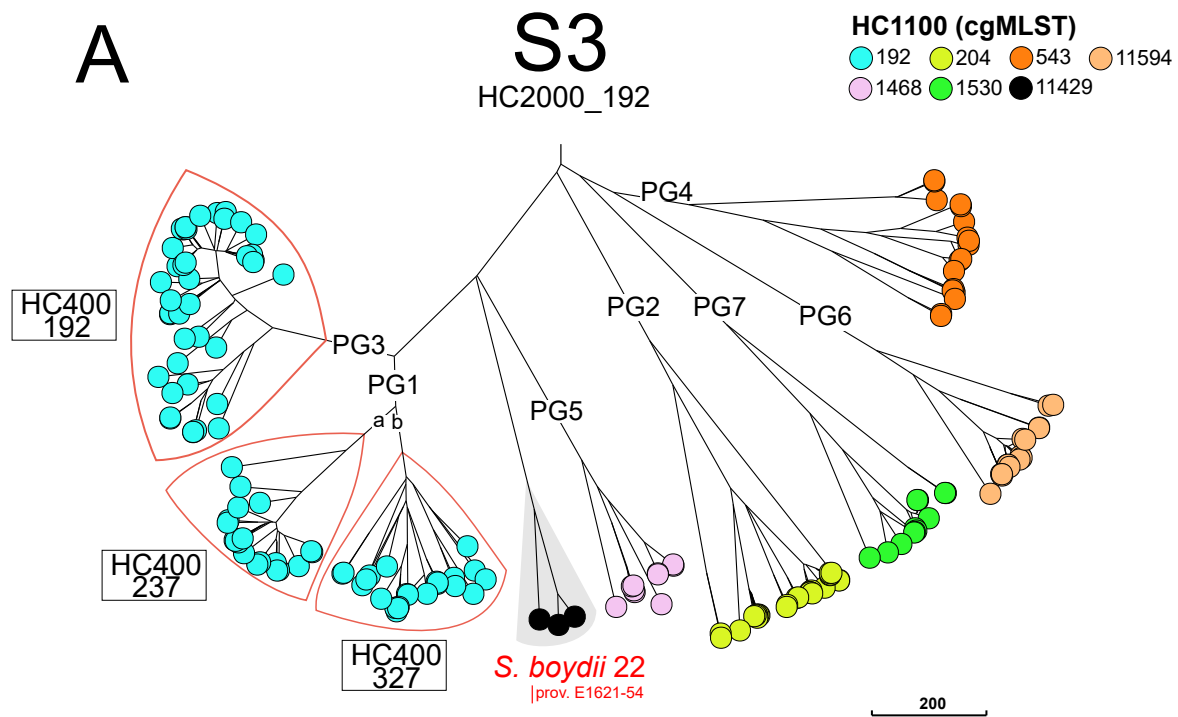 A
S3
HC2000_192
HC1100 (cgMLST)
192
204
543
11594
1468
1530
11429
PG4
PG2
PG7
PG6
HC400
192
PG3
PG1
a b
PG5
HC400
237
HC400
327
S. boydii 22
|prov. E1621-54
200